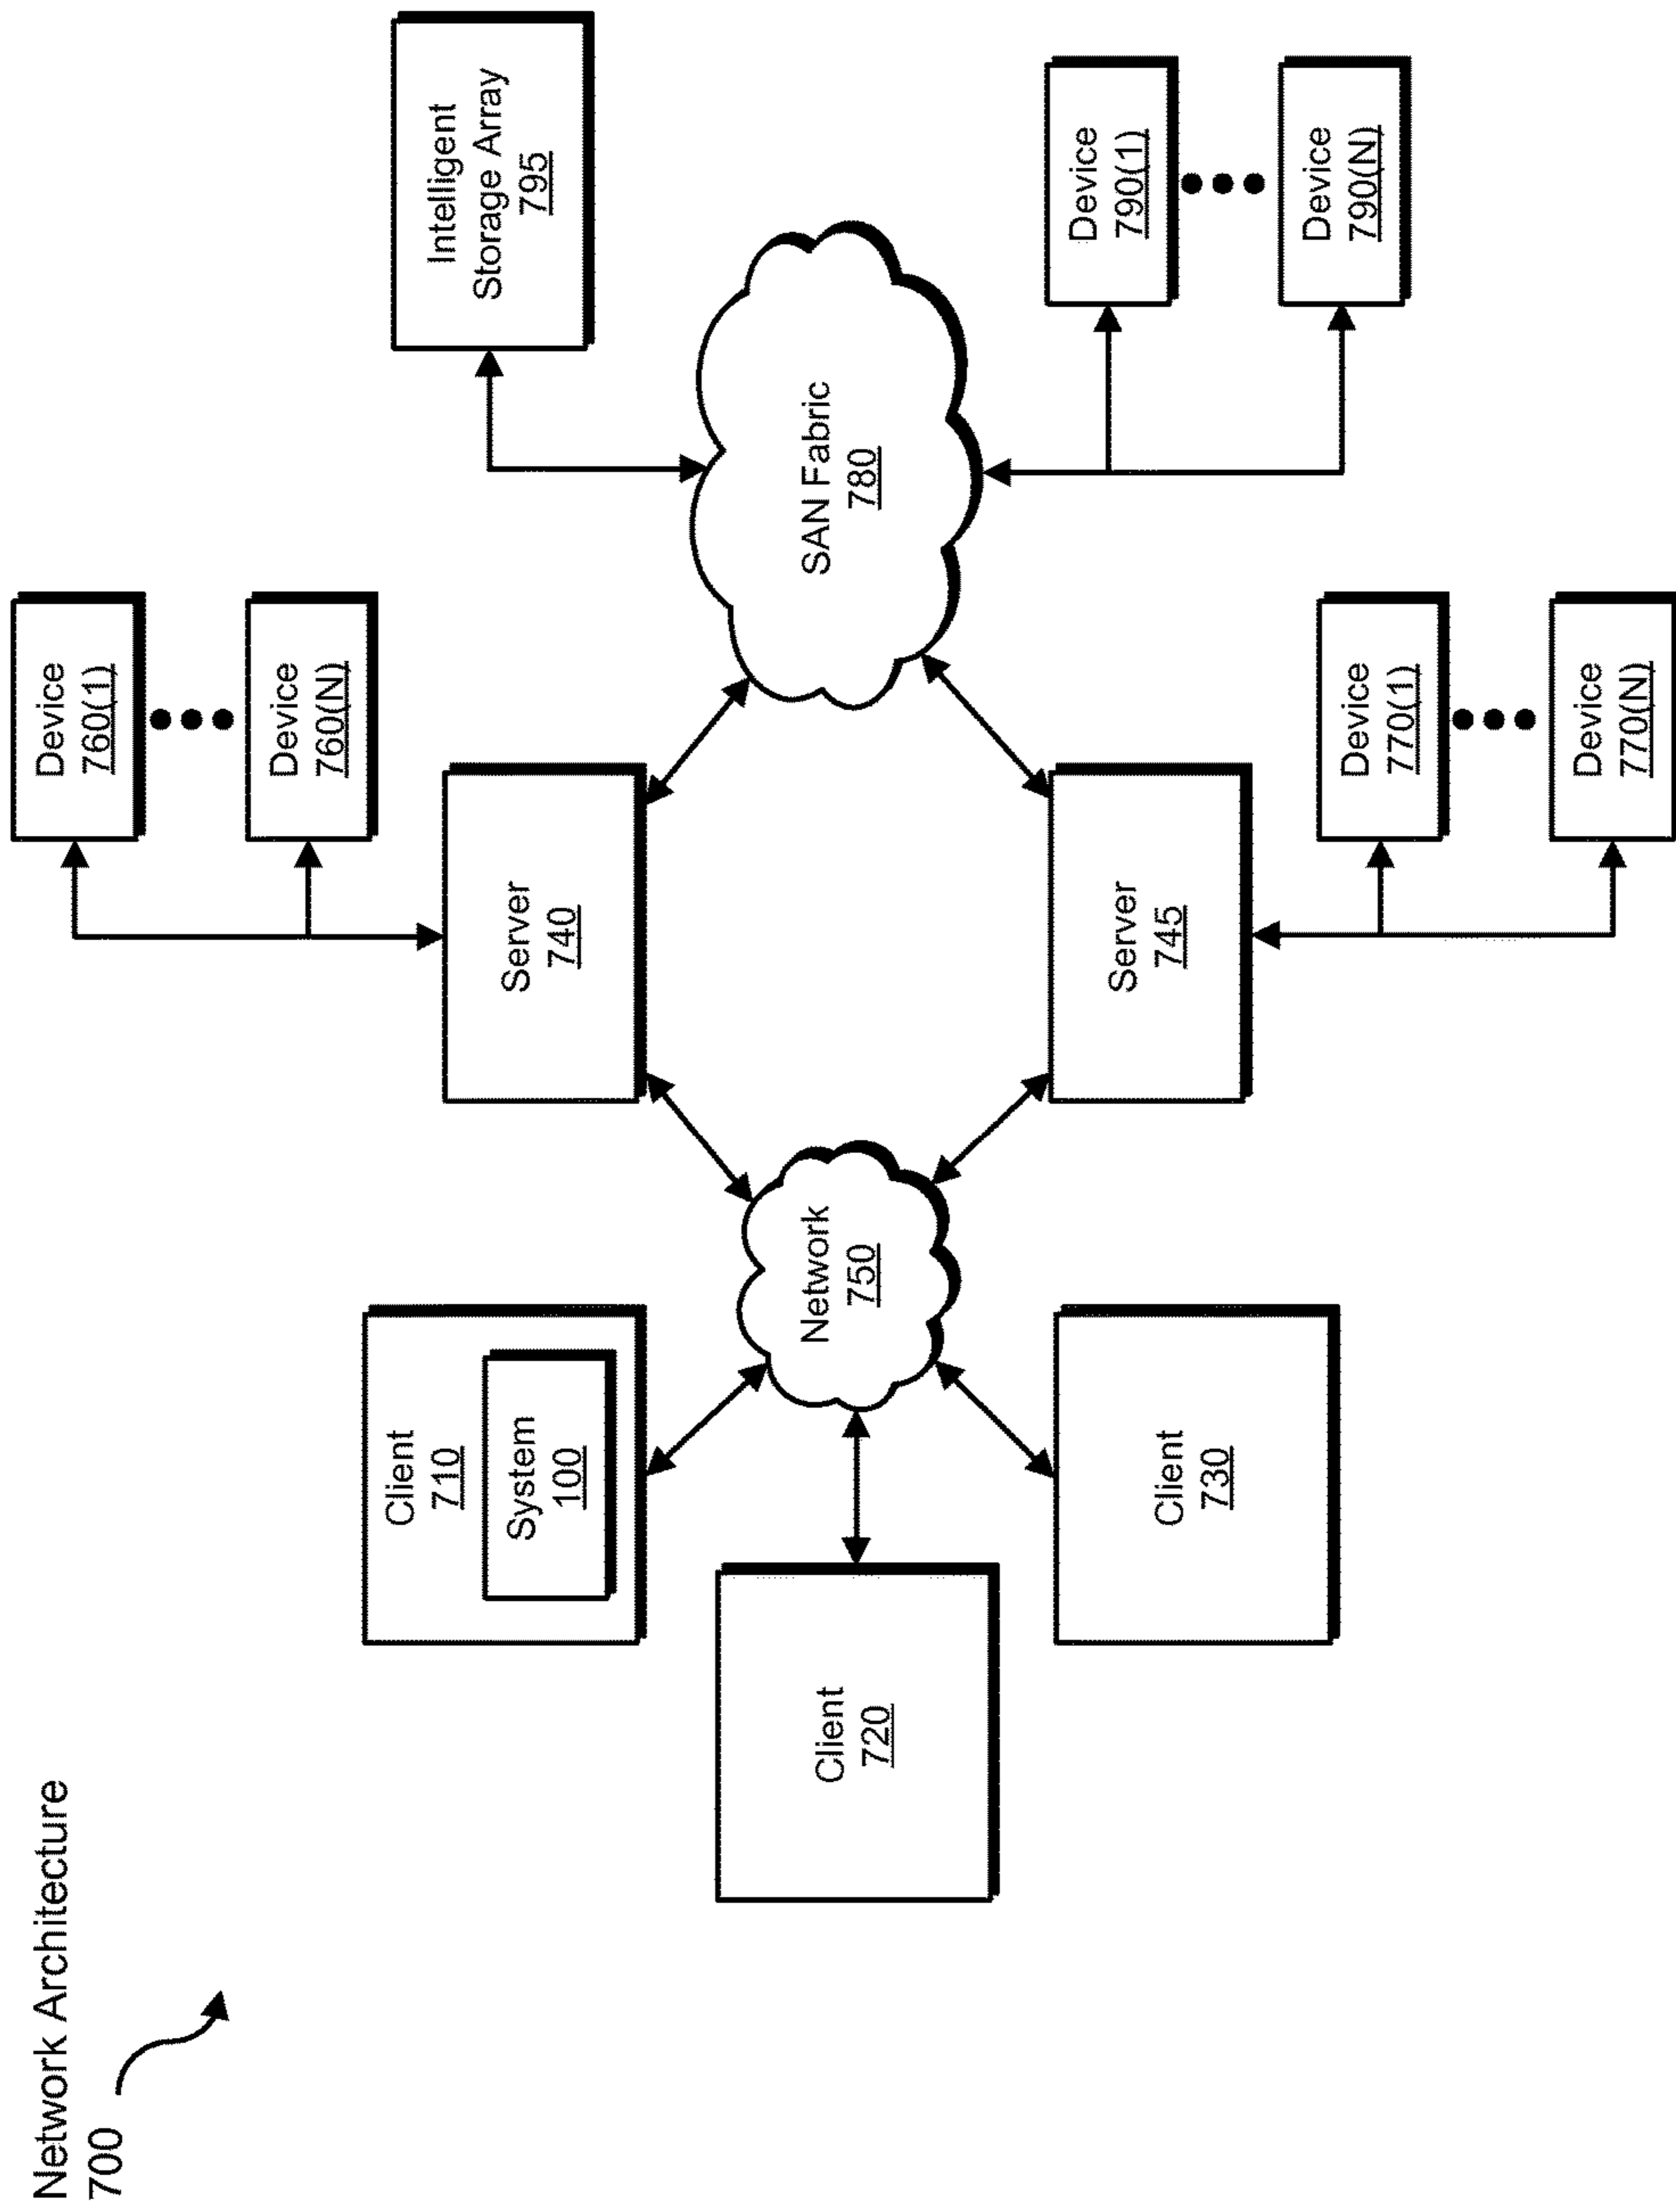 Network Architecture
700
Device
760(1)
Device
760(N)
Intelligent
Storage Array
795
Client
710
System
100
Server
740
Client
720
Network
750
SAN Fabric
780
Client
730
Server
745
Device
790(1)
Device
790(N)
Device
770(1)
Device
770(N)